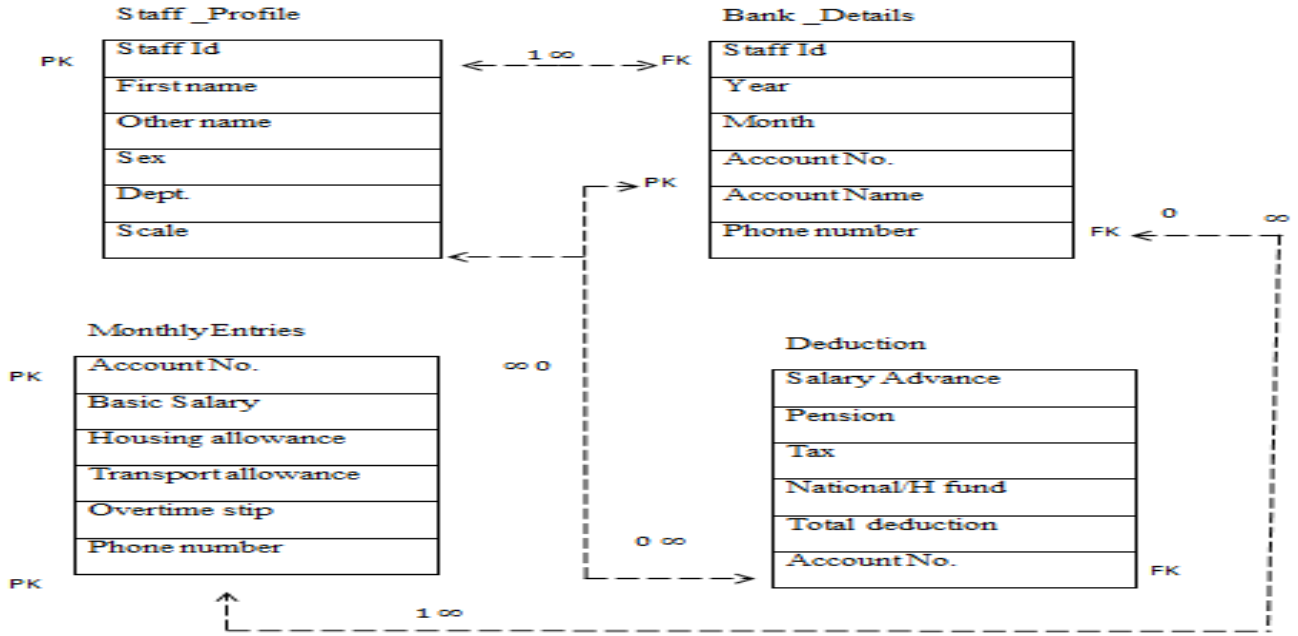 Staff _Profile
PK
Staff Id
First name
Other name
Sex
Dept.
Scale
1 ∞
Bank _Details
FK
Staff Id
Year
Month
Account No.
PK
Account Name
Phone number
FK
0 ∞
Monthly Entries
PK
Account No.
Basic Salary
Housing allowance
Transport allowance
Overtime stip
Phone number
PK
∞ 0
Deduction
Salary Advance
Pension
Tax
National/H fund
Total deduction
Account No.
FK
0 ∞
1 ∞